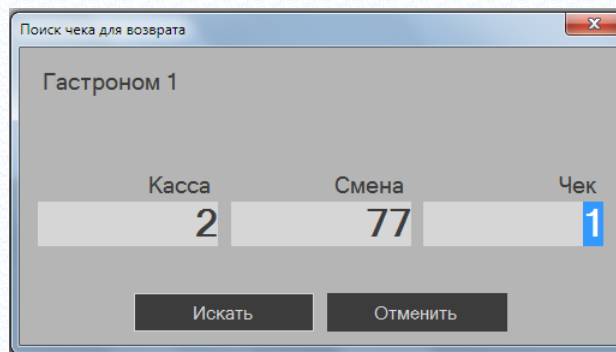 Поиск чека для возврата
Гастроном 1
Касса Смена Чек
2 77 1
Искать Отменить